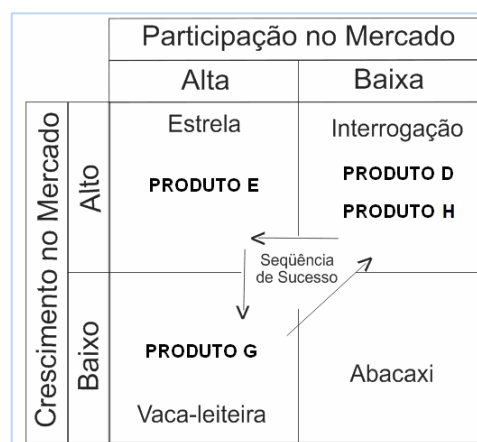 Participação no Mercado
Alta
Baixa
Crescimento no Mercado
Alto
Estrela
PRODUTO E
Interrogação
PRODUTO D
PRODUTO H
Seqüência
de Sucesso
Baixo
PRODUTO G
Vaca-leiteira
Abacaxi